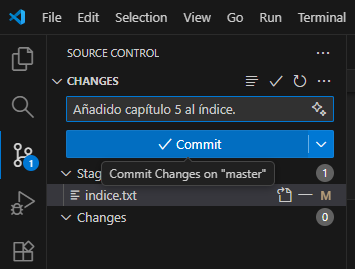 File Edit Selection View Go Run Terminal
SOURCE CONTROL
CHANGES
Añadido capítulo 5 al índice.
Commit
Commit Changes on "master"
Stag
1
indice.txt
M
Changes
0
1